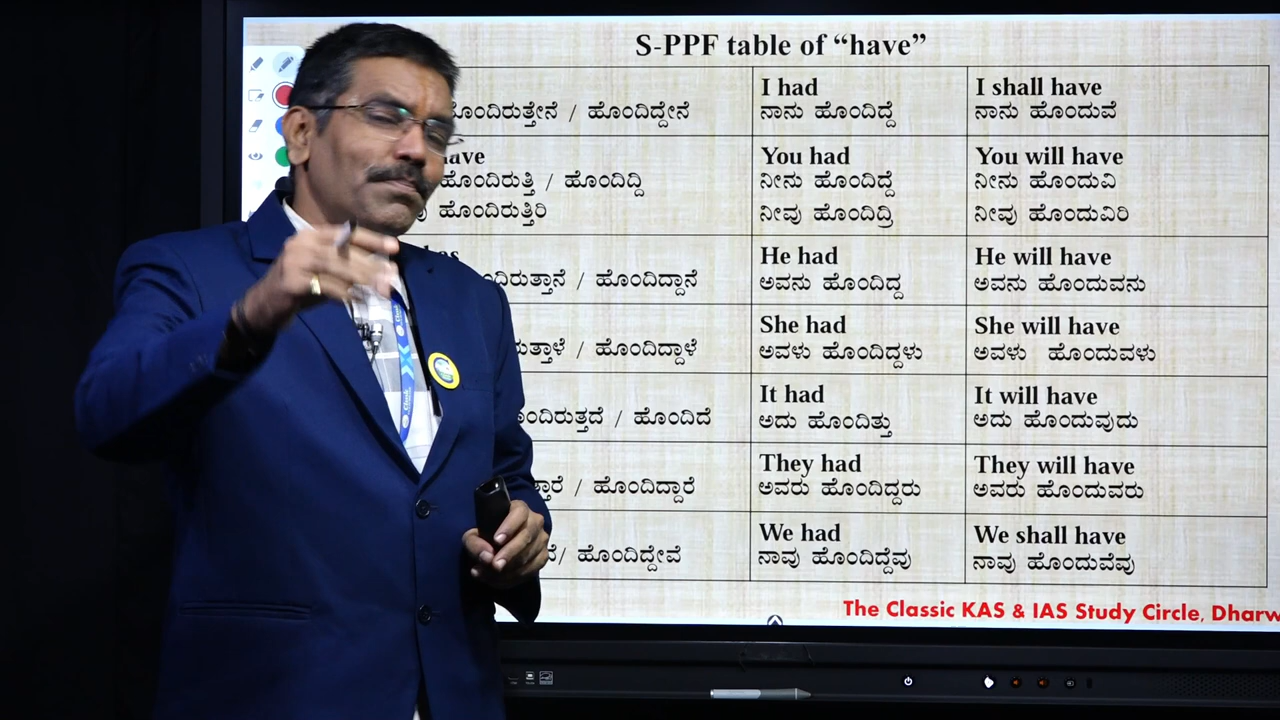 S-PPF table of “have”
ಹೊಂದಿರುತ್ತೇನೆ / ಹೊಂದಿದ್ದೇನೆ
I had
ನಾನು ಹೊಂದಿದ್ದೆ
I shall have
ನಾನು ಹೊಂದುವೆ
ಹೊಂದಿರುತ್ತಿ / ಹೊಂದಿದ್ದಿ
ಹೊಂದಿರುತ್ತಿರಿ
You had
ನೀನು ಹೊಂದಿದ್ದೆ
ನೀವು ಹೊಂದಿದ್ರಿ
You will have
ನೀನು ಹೊಂದುವಿ
ನೀವು ಹೊಂದುವಿರಿ
/ ಹೊಂದಿದ್ದಾನೆ
He had
ಅವನು ಹೊಂದಿದ್ದ
He will have
ಅವನು ಹೊಂದುವನು
/ ಹೊಂದಿದ್ದಾಳೆ
She had
ಅವಳು ಹೊಂದಿದ್ದಳು
She will have
ಅವಳು ಹೊಂದುವಳು
/ ಹೊಂದಿದೆ
It had
ಅದು ಹೊಂದಿತ್ತು
It will have
ಅದು ಹೊಂದುವುದು
/ ಹೊಂದಿದ್ದಾರೆ
They had
ಅವರು ಹೊಂದಿದ್ದರು
They will have
ಅವರು ಹೊಂದುವರು
/ ಹೊಂದಿದ್ದೇವೆ
We had
ನಾವು ಹೊಂದಿದ್ದೆವು
We shall have
ನಾವು ಹೊಂದುವೆವು
The Classic KAS & IAS Study Circle, Dharw